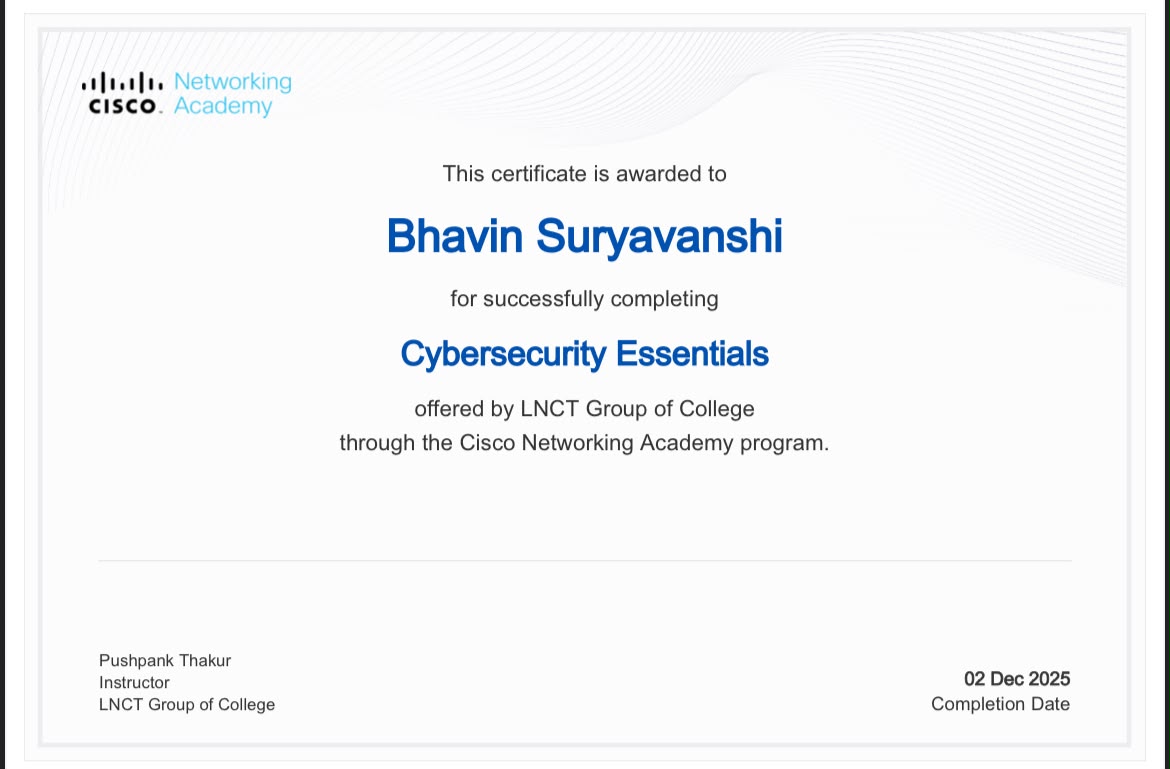 CISCO Networking
Academy
This certificate is awarded to
Bhavin Suryavanshi
for successfully completing
Cybersecurity Essentials
offered by LNCT Group of College
through the Cisco Networking Academy program.
Pushpank Thakur
Instructor
LNCT Group of College
02 Dec 2025
Completion Date